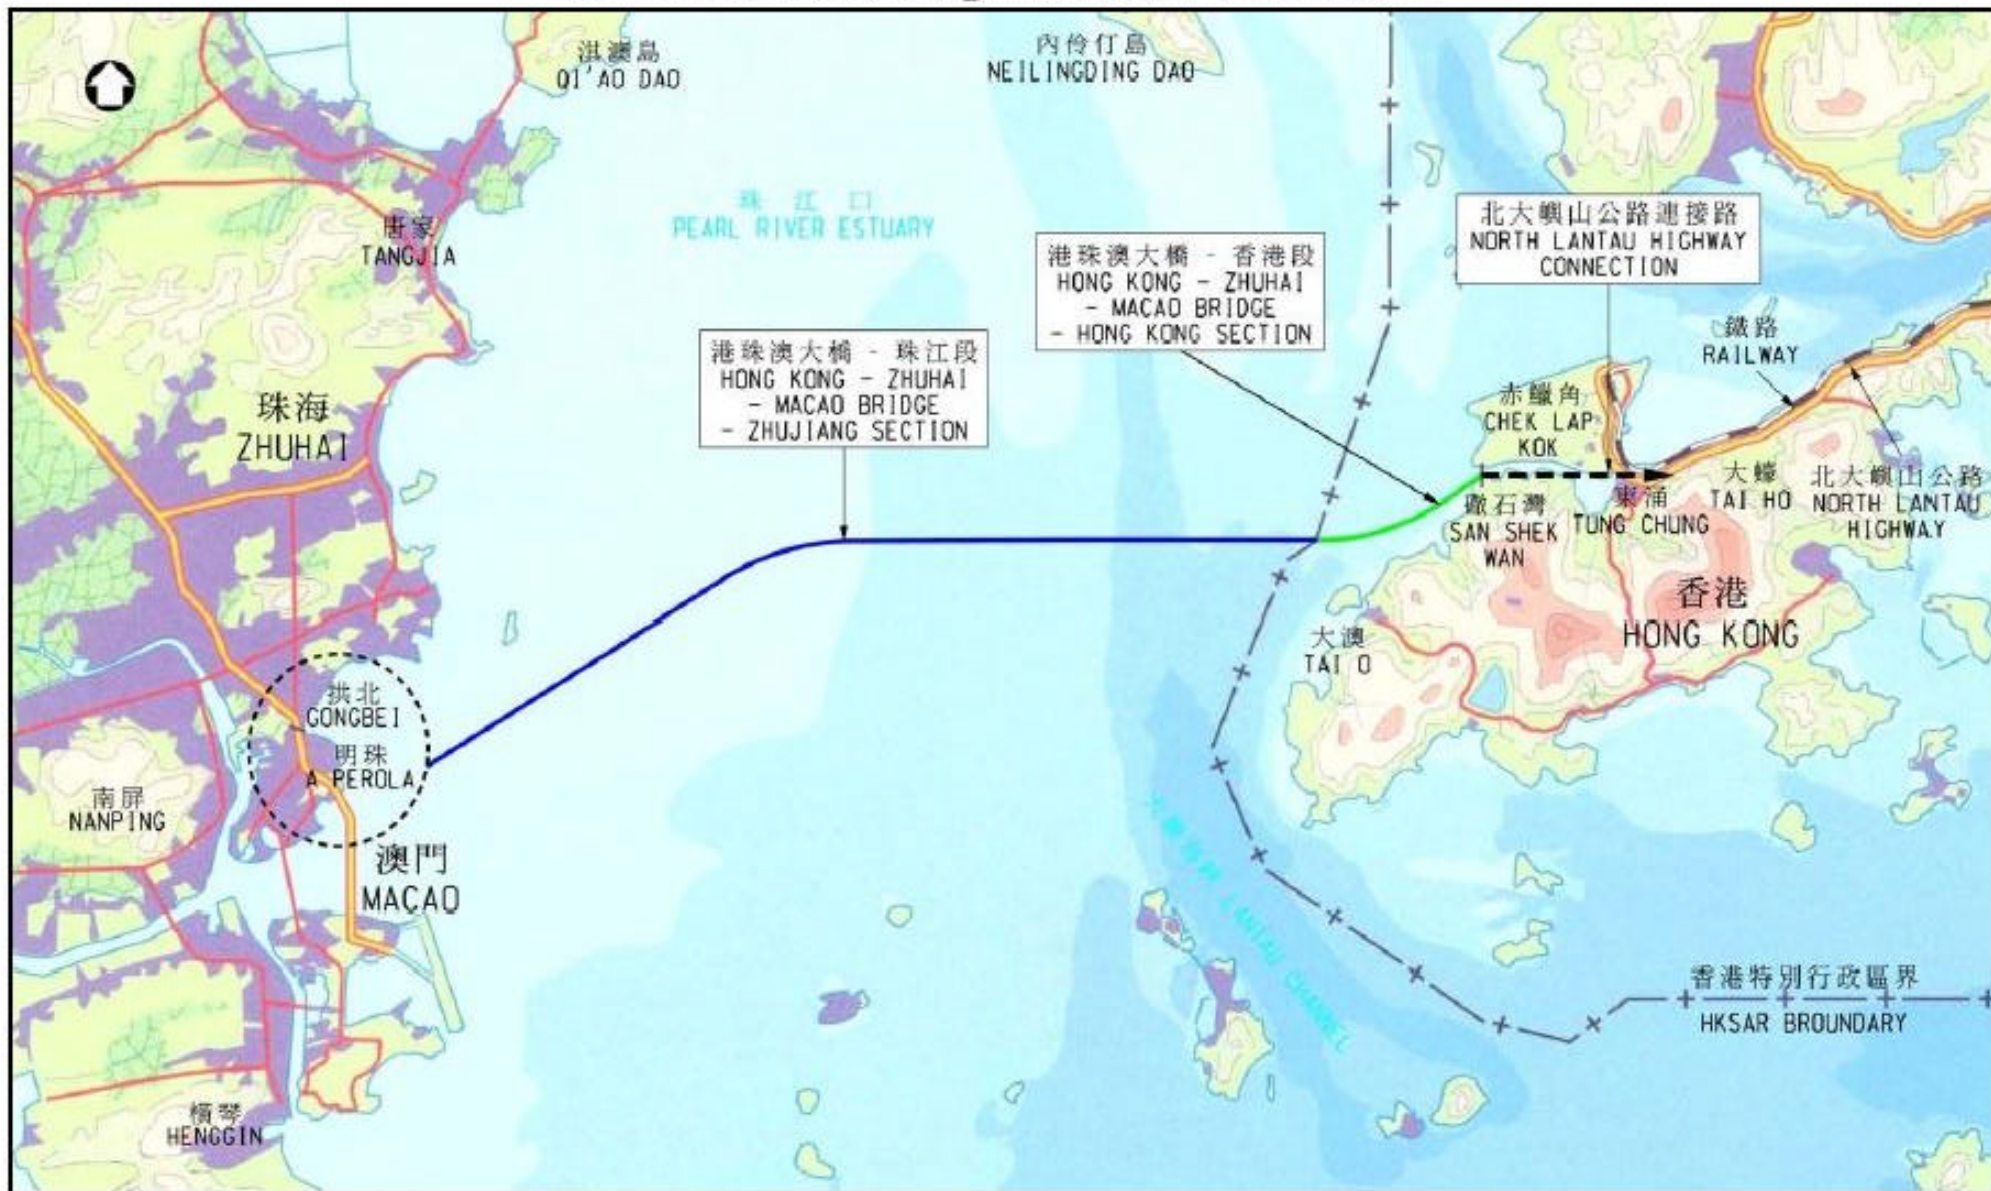 淇澳島
QI'AO DAO
內伶仃島
NEILINGDING DAO
珠江口
PEARL RIVER ESTUARY
唐家
TANGJIA
北大嶼山公路連接路
NORTH LANTAU HIGHWAY
CONNECTION
港珠澳大橋 - 香港段
HONG KONG - ZHUHAI
- MACAO BRIDGE
- HONG KONG SECTION
港珠澳大橋 - 珠江段
HONG KONG - ZHUHAI
- MACAO BRIDGE
- ZHUJIANG SECTION
鐵路
RAILWAY
珠海
ZHUHAI
赤鱲角
CHEK LAP
KOK
大蠔
TAI HO
北大嶼山公路
NORTH LANTAU
HIGHWAY
䃟石灣
SAN SHEK
WAN
東涌
TUNG CHUNG
香港
HONG KONG
大澳
TAI O
拱北
GONGBEI
明珠
A PEROLA
南屏
NANPING
澳門
MACAO
LANTAU CHANNEL
香港特別行政區界
HKSAR BROUNDARY
橫琴
HENGGIN